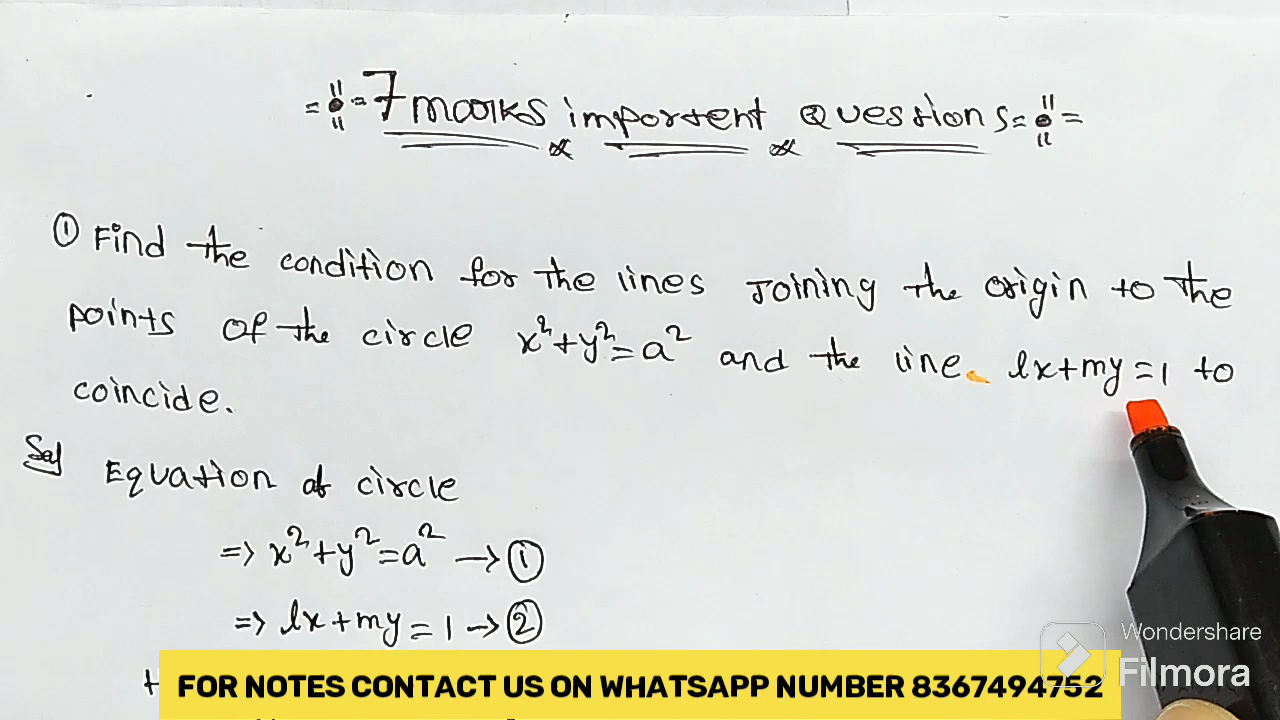 7 marks importent Questions
① Find the condition for the lines Joining the origin to the
points of the circle x²+y²=a² and the line lx+my=1 to
coincide.
Sol Equation of circle
=> x²+y²=a² → ①
=> lx+my=1 → ②
FOR NOTES CONTACT US ON WHATSAPP NUMBER 8367494752
Wondershare
Filmora